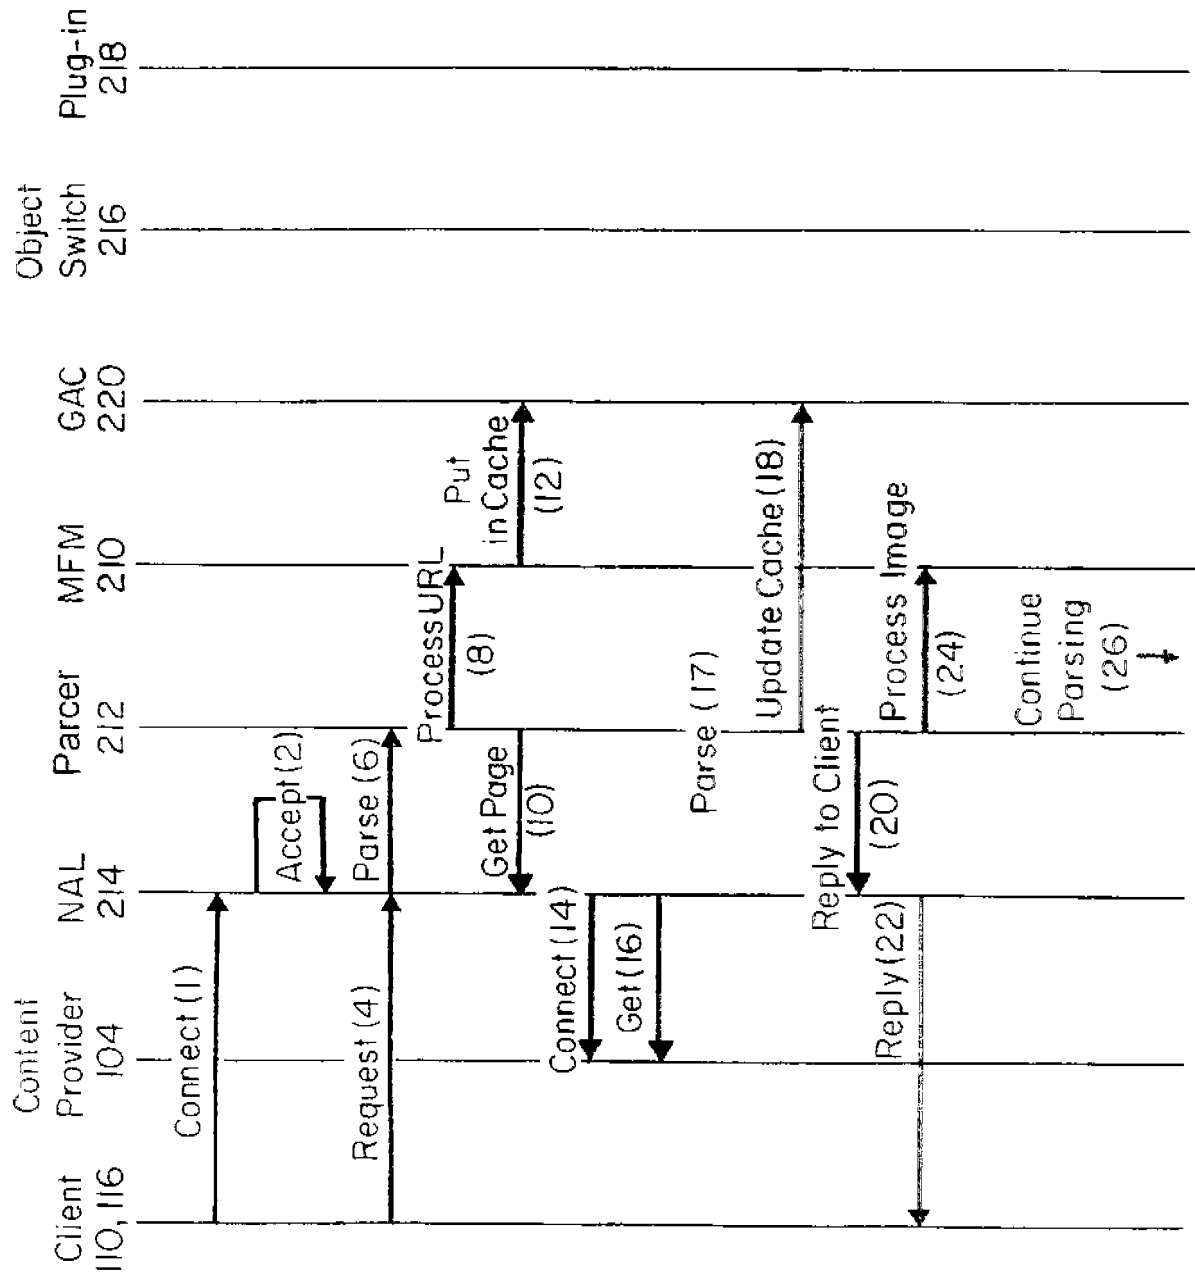 Client
110,116
Content
Provider
104
NAL
214
Parcer
212
MFM
210
GAC
220
Object
Switch
216
Plug-in
218
Connect (1)
Accept (2)
Request (4)
Parse (6)
Process URL
(8)
Get Page
(10)
Put
in Cache
(12)
Connect (14)
Get (16)
Parse (17)
Update Cache (18)
Reply to Client
(20)
Reply (22)
Process Image
(24)
Continue
Parsing
(26)